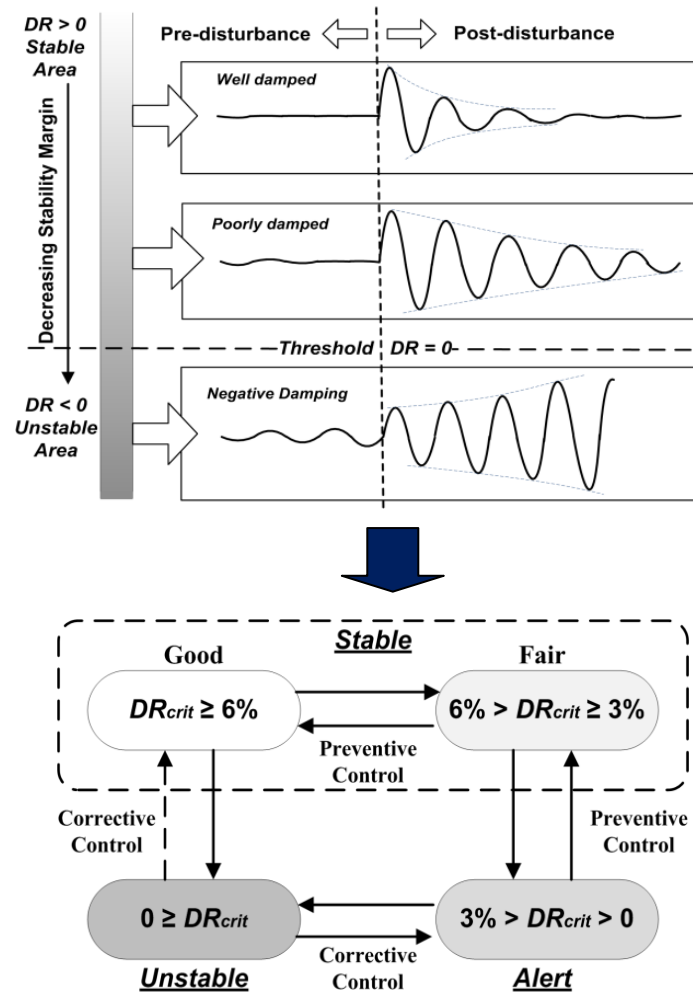 DR > 0
Stable
Area
Pre-disturbance
Post-disturbance
Decreasing Stability Margin
Well damped
Poorly damped
Threshold DR = 0
DR < 0
Unstable
Area
Negative Damping
Stable
Good
Fair
DRcrit ≥ 6%
6% > DRcrit ≥ 3%
Preventive
Control
Corrective
Control
Preventive
Control
0 ≥ DRcrit
3% > DRcrit > 0
Corrective
Control
Unstable
Alert